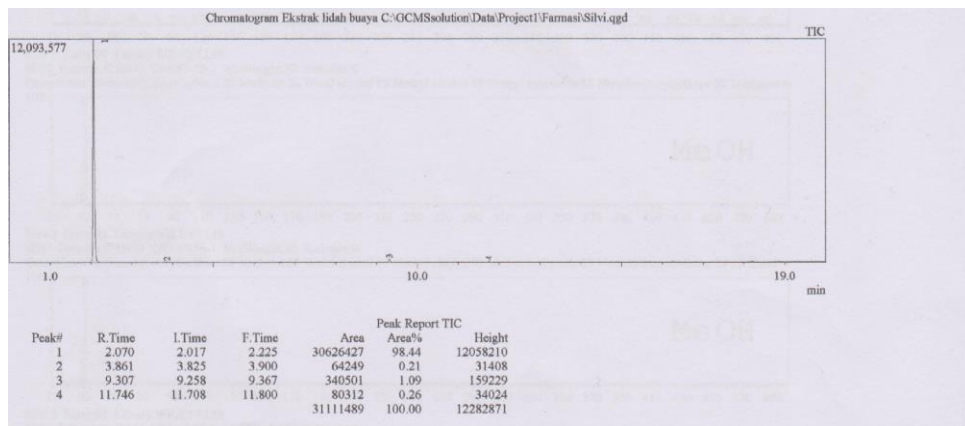 Chromatogram Ekstrak lidah buaya C:\GCMSsolution\Data\Project1\Farmasi\Silvi.qgd
TIC
12,093,577
1
2
3
4
1.0 10.0 19.0
min
Peak Report TIC
Peak# R.Time I.Time F.Time Area Area% Height
1 2.070 2.017 2.225 30626427 98.44 12058210
2 3.861 3.825 3.900 64249 0.21 31408
3 9.307 9.258 9.367 340501 1.09 159229
4 11.746 11.708 11.800 80312 0.26 34024
31111489 100.00 12282871